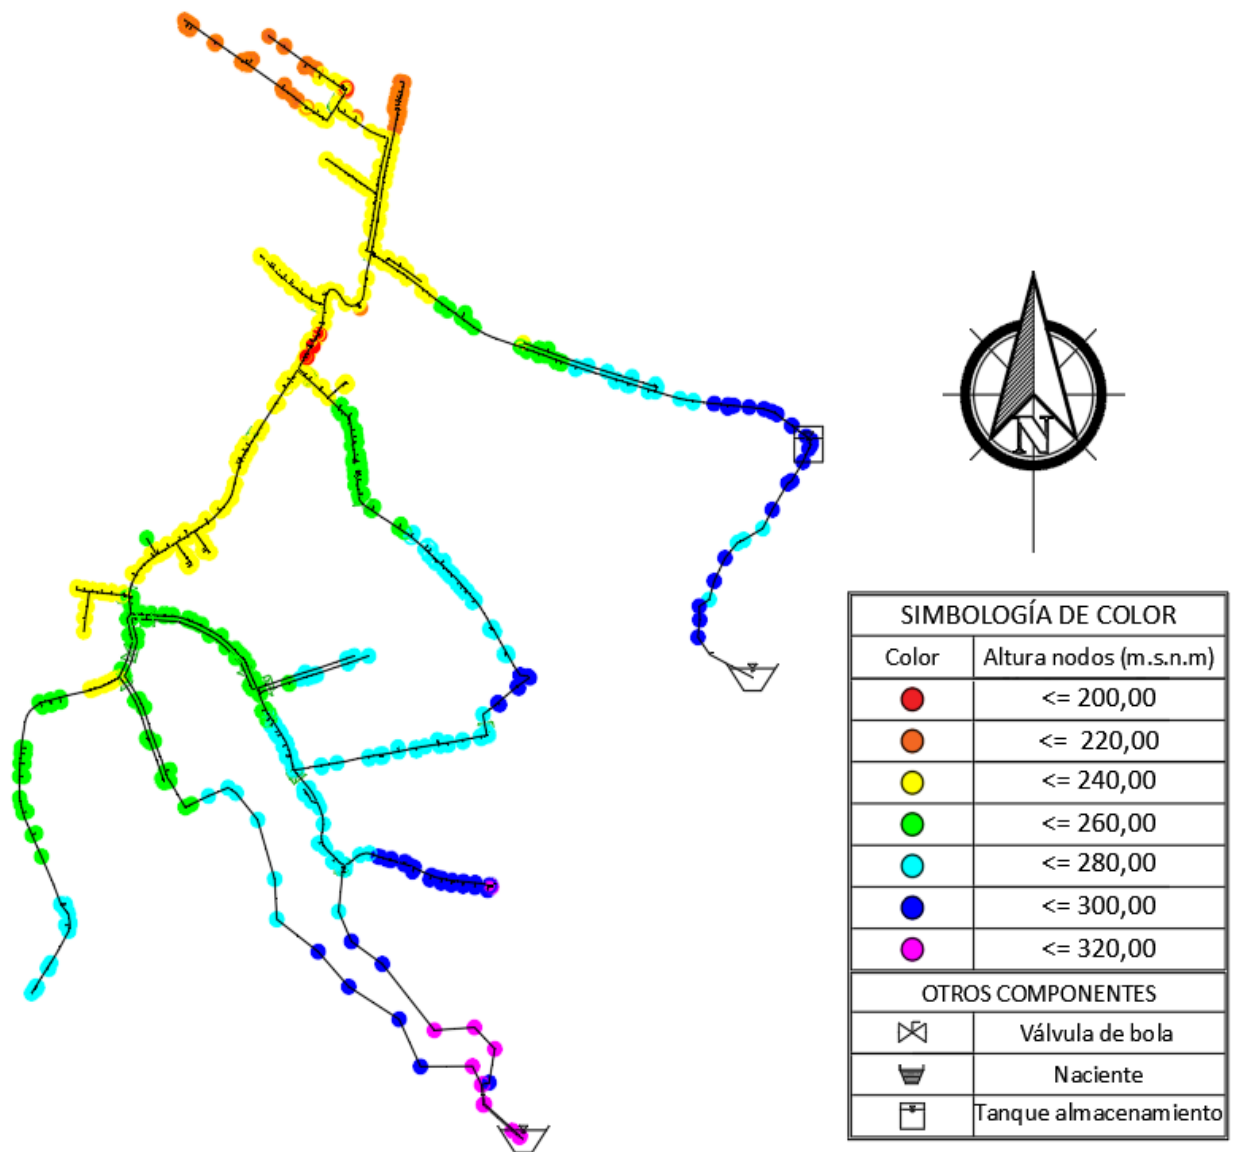 N
SIMBOLOGÍA DE COLOR
Color Altura nodos (m.s.n.m)
<= 200,00
<= 220,00
<= 240,00
<= 260,00
<= 280,00
<= 300,00
<= 320,00
OTROS COMPONENTES
Válvula de bola
Naciente
Tanque almacenamiento